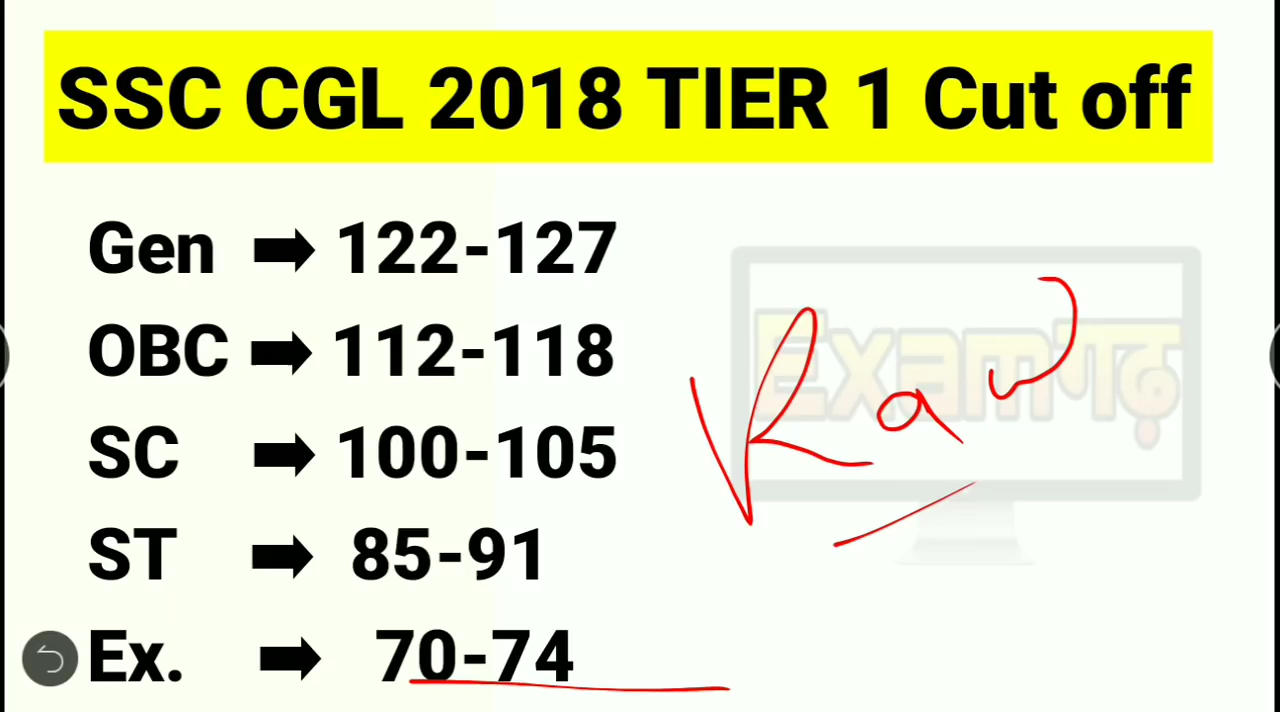 SSC CGL 2018 TIER 1 Cut off
Gen ➡ 122-127
OBC ➡ 112-118
SC ➡ 100-105
ST ➡ 85-91
Ex. ➡ 70-74
Raw
Examগড়